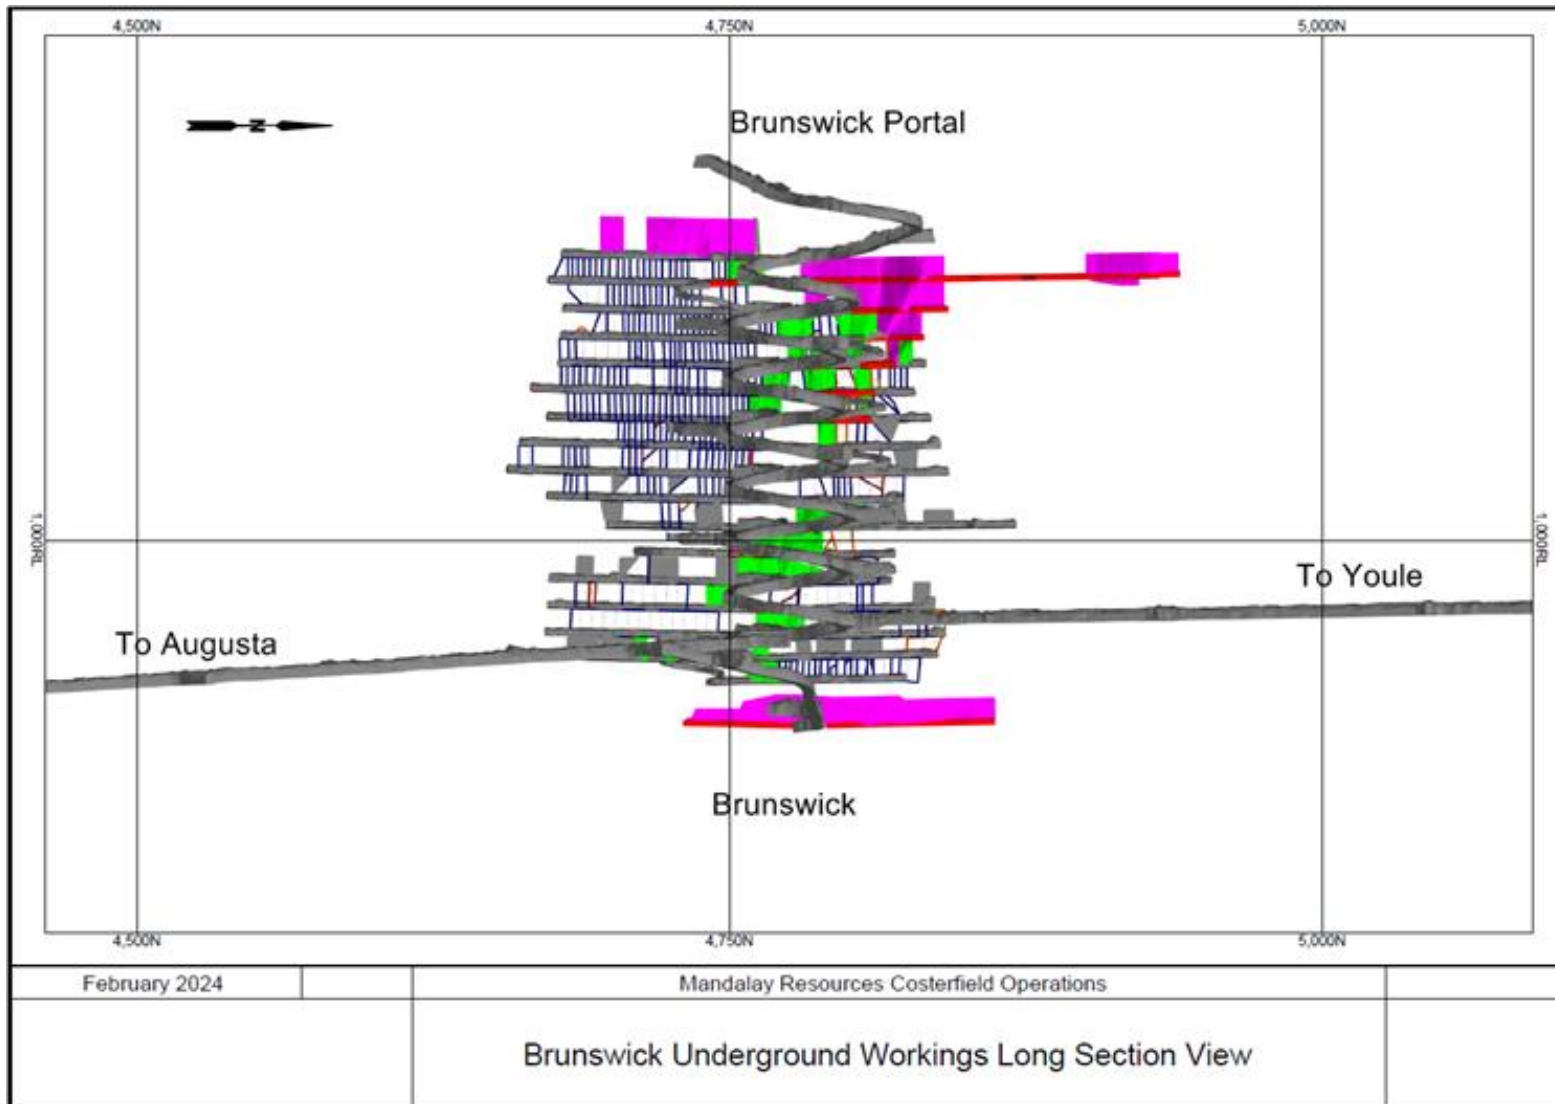 4,500N 4,750N 5,000N
N
Brunswick Portal
1,000RL 1,000RL
To Youle
To Augusta
Brunswick
4,500N 4,750N 5,000N
February 2024 Mandalay Resources Costerfield Operations
Brunswick Underground Workings Long Section View